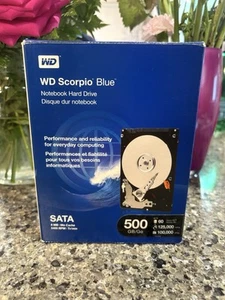 WD
WD Scorpio Blue
Notebook Hard Drive
Disque dur notebook
Performance and reliability
for everyday computing
Performances et fiabilité
pour tous vos besoins
informatiques
SATA
500
GB/Go